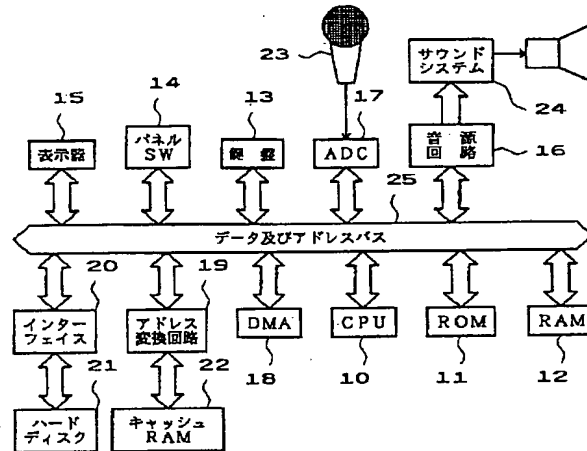 23
サウンド
システム
15
14
13
17
24
表示器
パネル
SW
鍵盤
ADC
音源
回路
16
25
データ及びアドレスバス
20
19
インター
フェイス
アドレス
変換回路
DMA
CPU
ROM
RAM
18
10
11
12
21
22
ハード
ディスク
キャッシュ
RAM